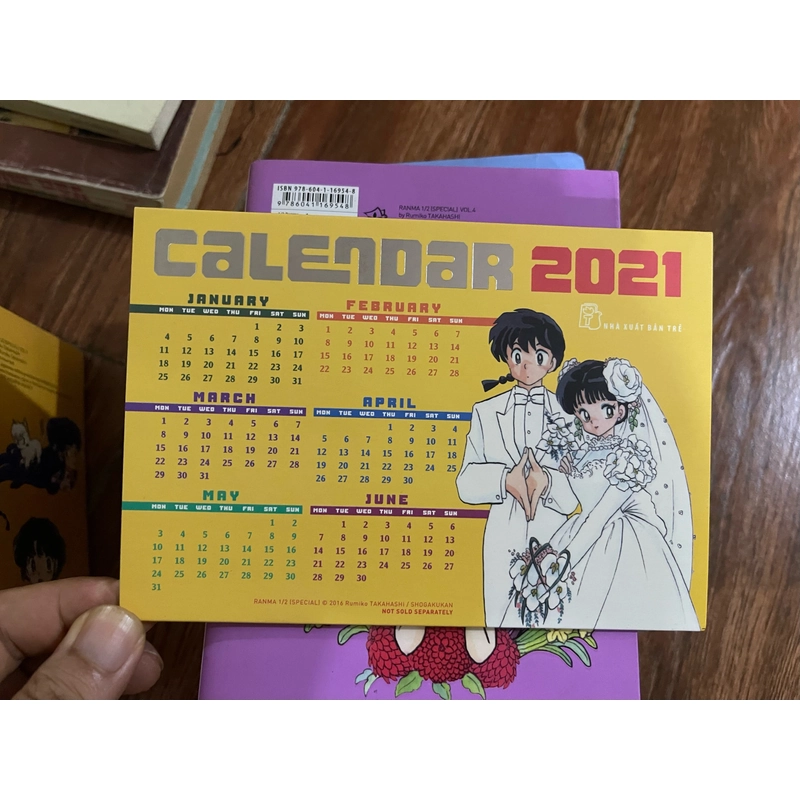 ISBN 978-604-1-16954-8
9 786041 169548
RANMA 1/2 (SPECIAL) VOL.4
by Rumiko TAKAHASHI
CALENDAR 2021
NHÀ XUẤT BẢN TRẺ
JANUARY
MON TUE WED THU FRI SAT SUN
1 2 3
4 5 6 7 8 9 10
11 12 13 14 15 16 17
18 19 20 21 22 23 24
25 26 27 28 29 30 31
FEBRUARY
MON TUE WED THU FRI SAT SUN
1 2 3 4 5 6 7
8 9 10 11 12 13 14
15 16 17 18 19 20 21
22 23 24 25 26 27 28
MARCH
MON TUE WED THU FRI SAT SUN
1 2 3 4 5 6 7
8 9 10 11 12 13 14
15 16 17 18 19 20 21
22 23 24 25 26 27 28
29 30 31
APRIL
MON TUE WED THU FRI SAT SUN
1 2 3 4
5 6 7 8 9 10 11
12 13 14 15 16 17 18
19 20 21 22 23 24 25
26 27 28 29 30
MAY
MON TUE WED THU FRI SAT SUN
1 2
3 4 5 6 7 8 9
10 11 12 13 14 15 16
17 18 19 20 21 22 23
24 25 26 27 28 29 30
31
JUNE
MON TUE WED THU FRI SAT SUN
1 2 3 4 5 6
7 8 9 10 11 12 13
14 15 16 17 18 19 20
21 22 23 24 25 26 27
28 29 30
RANMA 1/2 (SPECIAL) © 2016 Rumiko TAKAHASHI / SHOGAKUKAN
NOT SOLD SEPARATELY